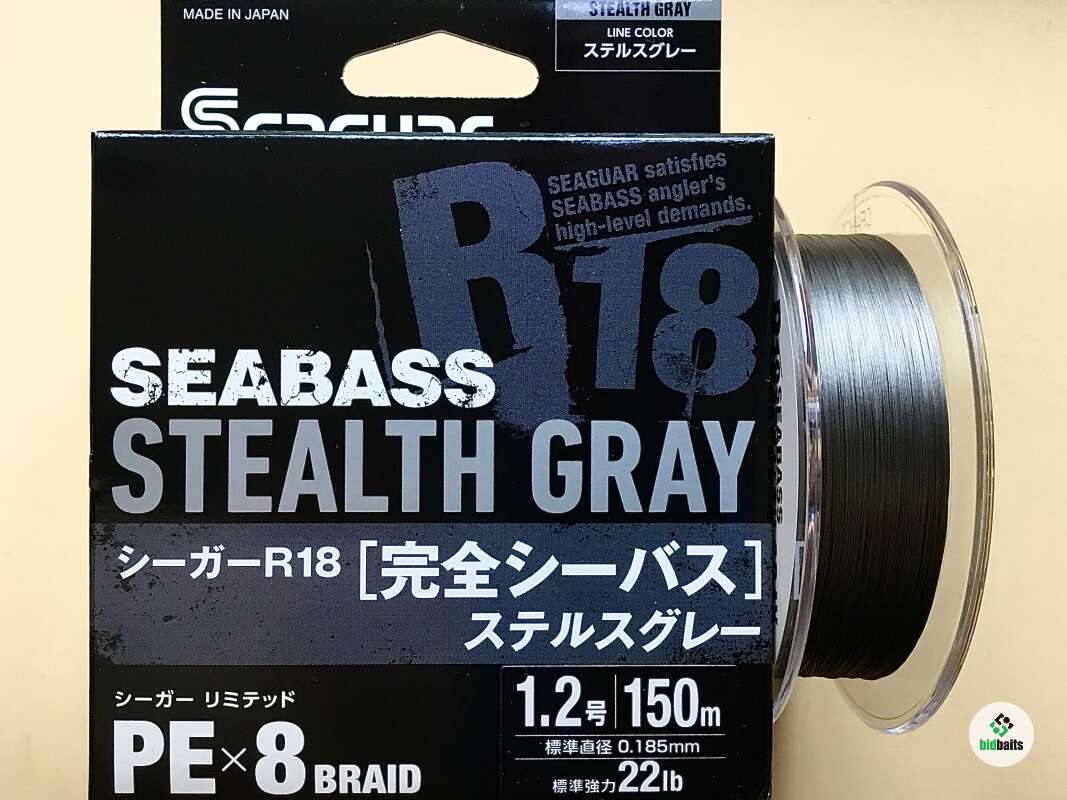 MADE IN JAPAN
STEALTH GRAY
LINE COLOR
ステルスグレー
Seaguar
R18
SEAGUAR satisfies
SEABASS angler's
high-level demands.
SEABASS
STEALTH GRAY
シーガーR18［完全シーバス］
ステルスグレー
シーガー リミテッド
PE×8 BRAID
1.2号 150m
標準直径 0.185mm
標準強力 22lb
bidbaits